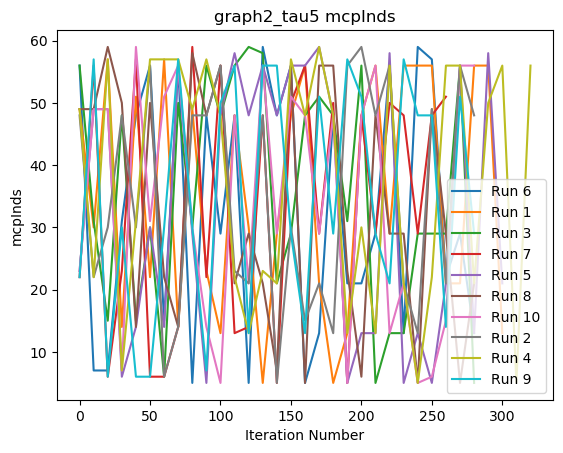 graph2_tau5 mcpInds
60
50
40
30
20
10
mcpInds
0 50 100 150 200 250 300
Iteration Number
Run 6
Run 1
Run 3
Run 7
Run 5
Run 8
Run 10
Run 2
Run 4
Run 9